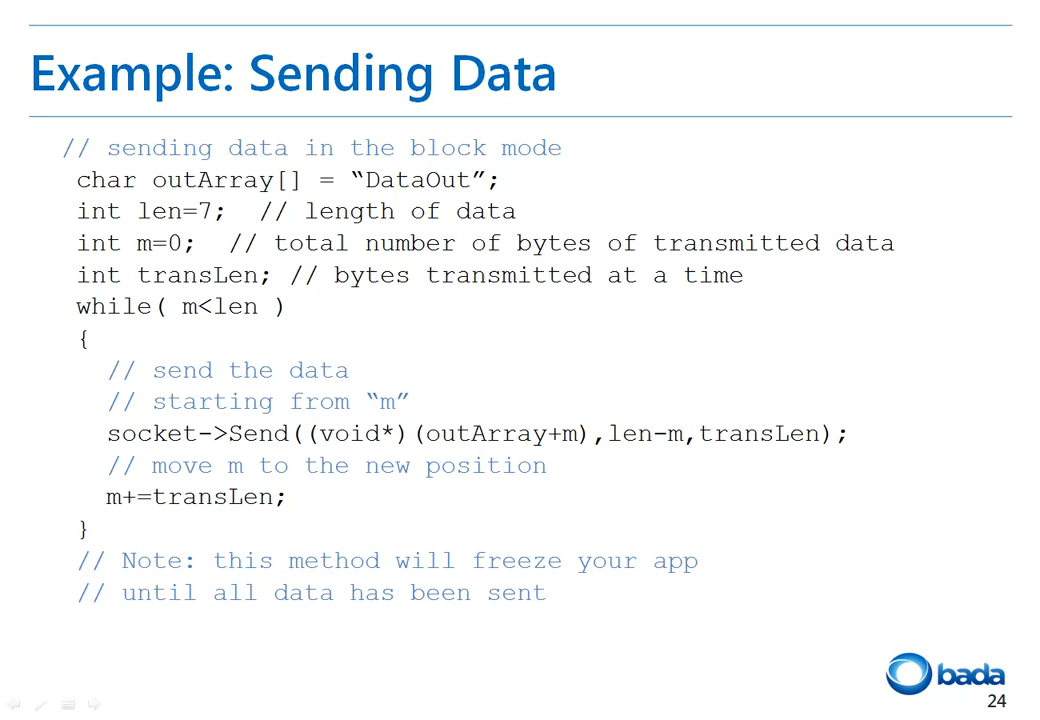 Example: Sending Data
// sending data in the block mode
char outArray[] = “DataOut”;
int len=7;  // length of data
int m=0;  // total number of bytes of transmitted data
int transLen; // bytes transmitted at a time
while( m<len )
{
// send the data
// starting from “m”
socket->Send((void*)(outArray+m),len-m,transLen);
// move m to the new position
m+=transLen;
}
// Note: this method will freeze your app
// until all data has been sent
bada
24